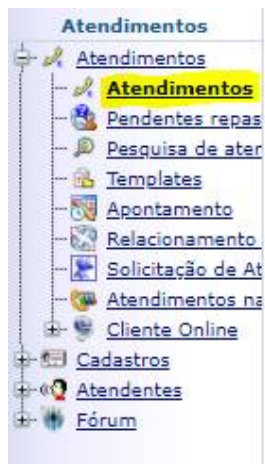 Atendimentos
Atendimentos
Atendimentos
Pendentes repas
Pesquisa de ater
Templates
Apontamento
Relacionamento
Solicitação de At
Atendimentos na
Cliente Online
Cadastros
Atendentes
Fórum